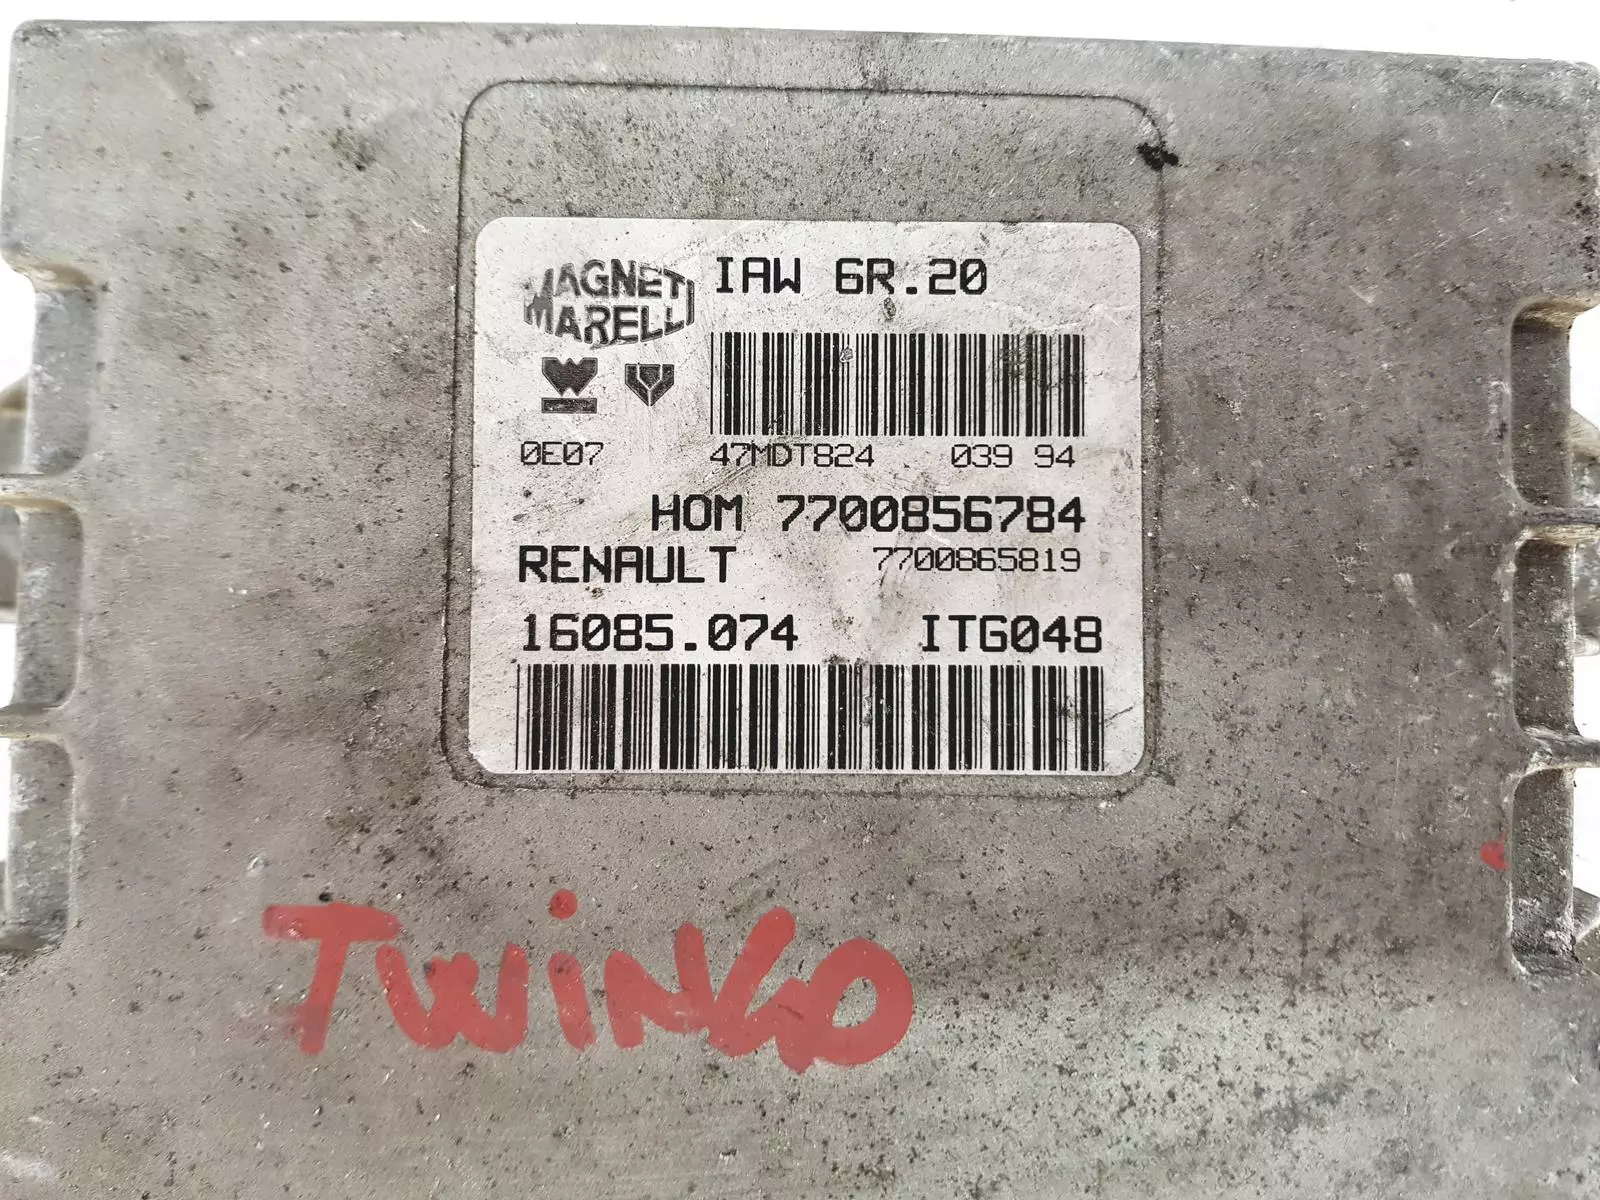 MAGNETI
MARELLI
IAW 6R.20
0E07 47MDT824 039 94
HOM 7700856784
RENAULT 7700865819
16085.074 ITG048
TWiNGO